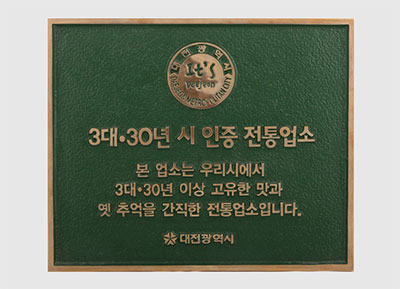 대전광역시
It's
Daejeon
3대·30년 시 인증 전통업소
본 업소는 우리시에서
3대·30년 이상 고유한 맛과
옛 추억을 간직한 전통업소입니다.
대전광역시